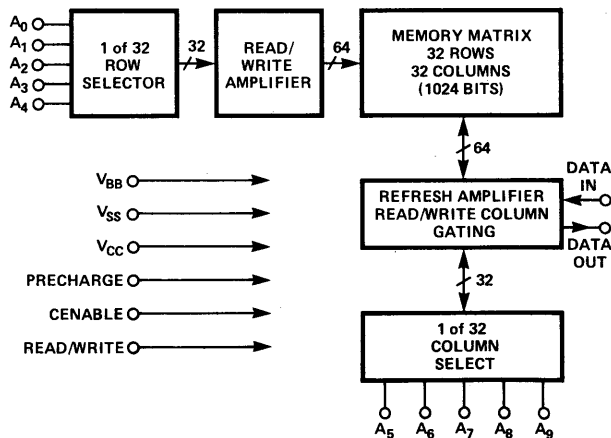 A0
A1
A2
A3
A4
1 of 32
ROW
SELECTOR
32
READ/
WRITE
AMPLIFIER
64
MEMORY MATRIX
32 ROWS
32 COLUMNS
(1024 BITS)
64
VBB
VSS
VCC
PRECHARGE
CENABLE
READ/WRITE
REFRESH AMPLIFIER
READ/WRITE COLUMN
GATING
DATA
IN
DATA
OUT
32
1 of 32
COLUMN
SELECT
A5 A6 A7 A8 A9